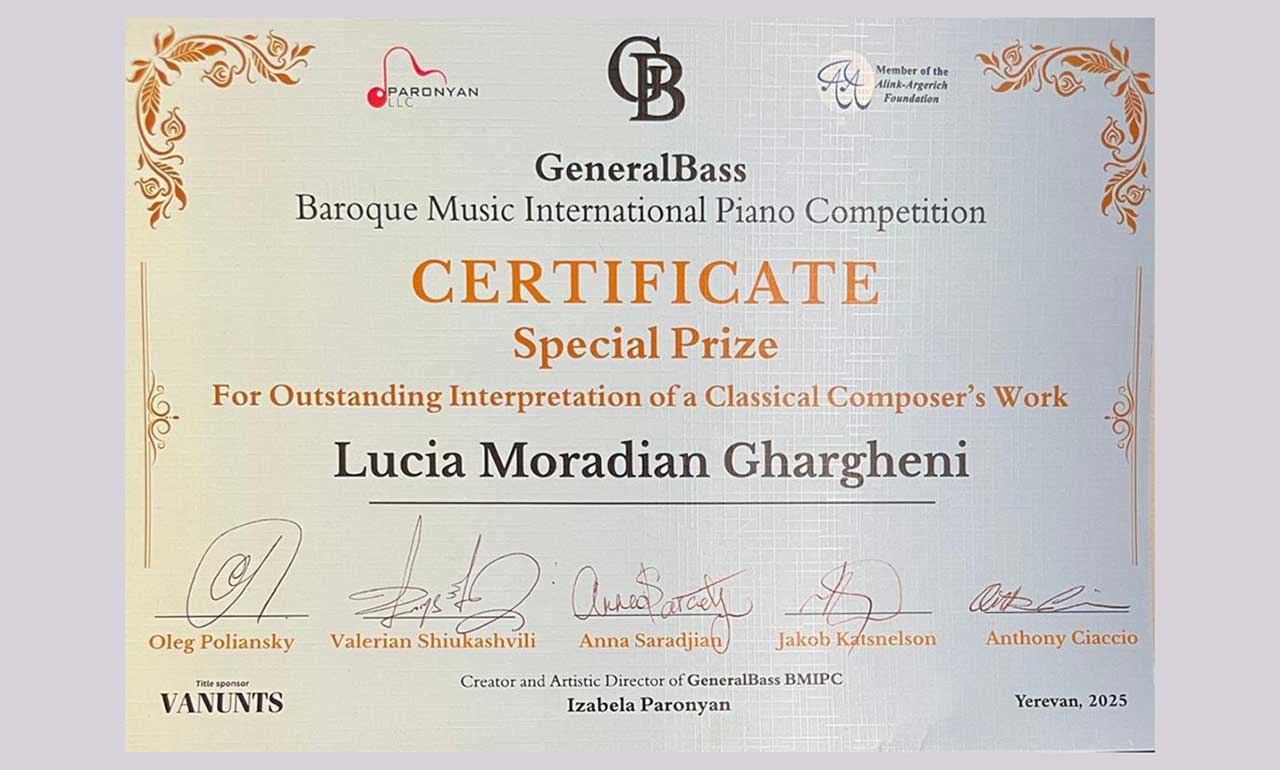 PARONYAN
LLC
GB
Member of the
Alink-Argerich
Foundation
GeneralBass
Baroque Music International Piano Competition
CERTIFICATE
Special Prize
For Outstanding Interpretation of a Classical Composer's Work
Lucia Moradian Ghargheni
Oleg Poliansky
Valerian Shiukashvili
Anna Saradjian
Jakob Katsnelson
Anthony Ciaccio
Title sponsor
VANUNTS
Creator and Artistic Director of GeneralBass BMIPC
Izabela Paronyan
Yerevan, 2025